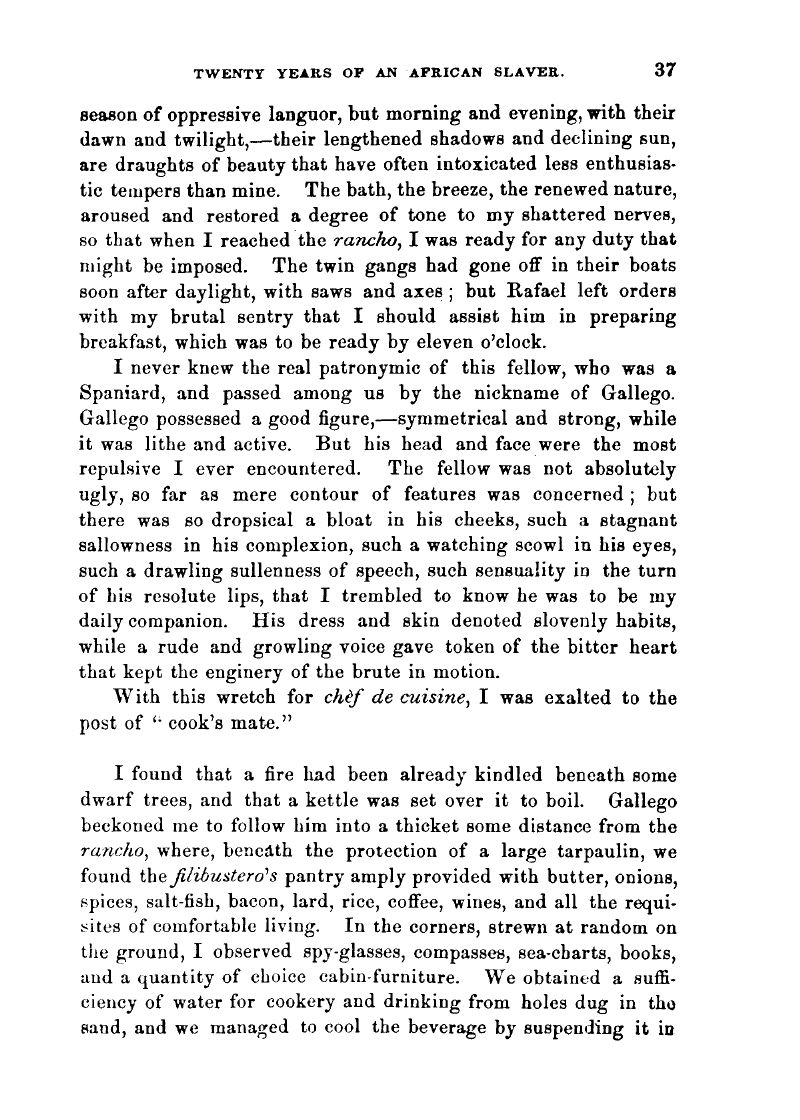 TWENTY YEARS OF AN AFRICAN SLAVER. 37
season of oppressive languor, but morning and evening, with their
dawn and twilight,—their lengthened shadows and declining sun,
are draughts of beauty that have often intoxicated less enthusias-
tic tempers than mine. The bath, the breeze, the renewed nature,
aroused and restored a degree of tone to my shattered nerves,
so that when I reached the rancho, I was ready for any duty that
might be imposed. The twin gangs had gone off in their boats
soon after daylight, with saws and axes ; but Rafael left orders
with my brutal sentry that I should assist him in preparing
breakfast, which was to be ready by eleven o'clock.
I never knew the real patronymic of this fellow, who was a
Spaniard, and passed among us by the nickname of Gallego.
Gallego possessed a good figure,—symmetrical and strong, while
it was lithe and active. But his head and face were the most
repulsive I ever encountered. The fellow was not absolutely
ugly, so far as mere contour of features was concerned ; but
there was so dropsical a bloat in his cheeks, such a stagnant
sallowness in his complexion, such a watching scowl in his eyes,
such a drawling sullenness of speech, such sensuality in the turn
of his resolute lips, that I trembled to know he was to be my
daily companion. His dress and skin denoted slovenly habits,
while a rude and growling voice gave token of the bitter heart
that kept the enginery of the brute in motion.
With this wretch for chèf de cuisine, I was exalted to the
post of “ cook's mate.”
I found that a fire had been already kindled beneath some
dwarf trees, and that a kettle was set over it to boil. Gallego
beckoned me to follow him into a thicket some distance from the
rancho, where, beneath the protection of a large tarpaulin, we
found the filibustero's pantry amply provided with butter, onions,
spices, salt-fish, bacon, lard, rice, coffee, wines, and all the requi-
sites of comfortable living. In the corners, strewn at random on
the ground, I observed spy-glasses, compasses, sea-charts, books,
and a quantity of choice cabin-furniture. We obtained a suffi-
ciency of water for cookery and drinking from holes dug in the
sand, and we managed to cool the beverage by suspending it in